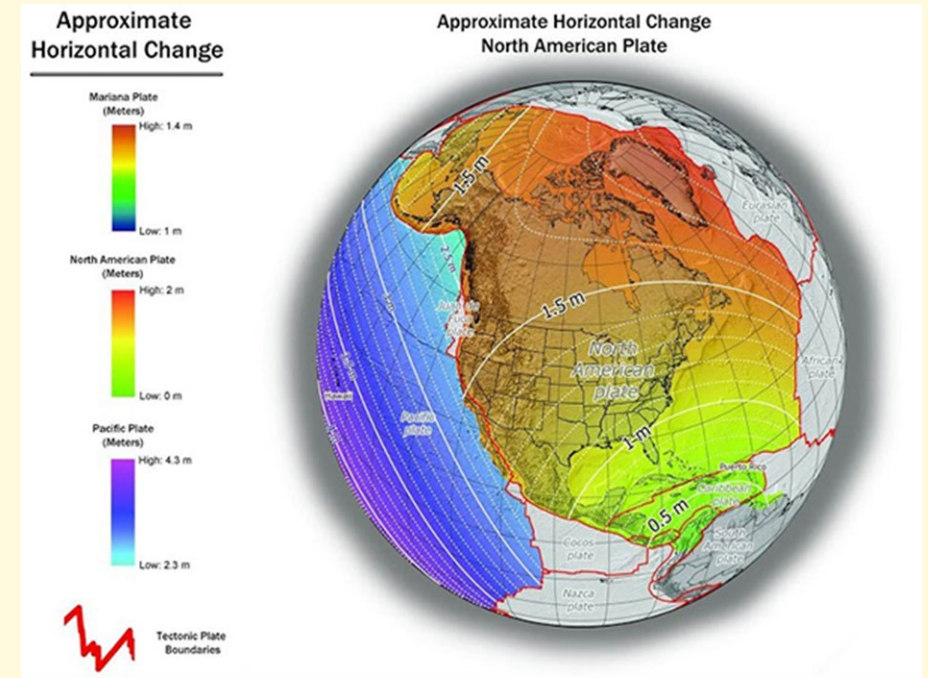 Approximate
Horizontal Change
Mariana Plate
(Meters)
High: 1.4 m
Low: 1 m
North American Plate
(Meters)
High: 2 m
Low: 0 m
Pacific Plate
(Meters)
High: 4.3 m
Low: 2.3 m
Tectonic Plate
Boundaries
Approximate Horizontal Change
North American Plate
1.5 m
Eurasian
plate
2.5 m
1.5 m
North
American
plate
African
plate
Hawaii
Pacific
plate
1 m
Puerto Rico
Caribbean
plate
0.5 m
South
American
plate
Cocos
plate
Nazca
plate